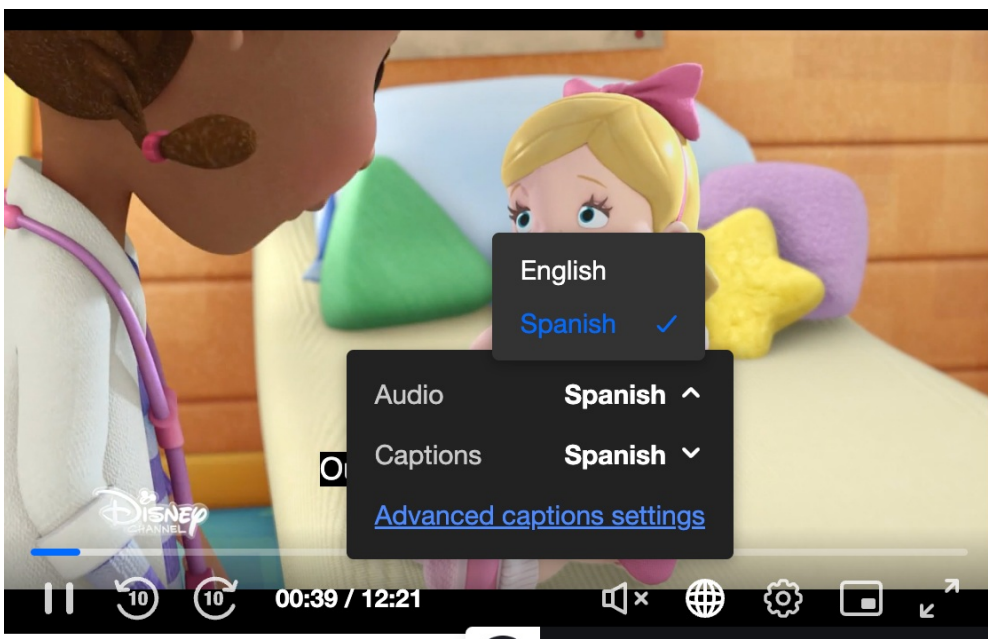 English
Spanish
Audio Spanish
Captions Spanish
Advanced captions settings
DISNEY
CHANNEL
10 10 00:39 / 12:21